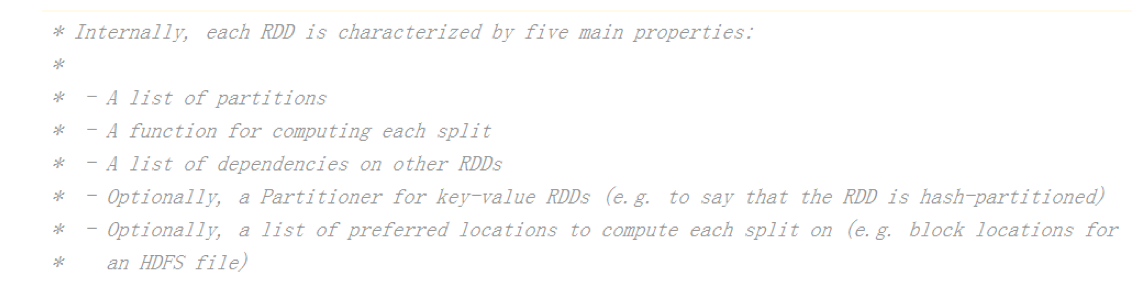 * Internally, each RDD is characterized by five main properties:
*
*  - A list of partitions
*  - A function for computing each split
*  - A list of dependencies on other RDDs
*  - Optionally, a Partitioner for key-value RDDs (e.g. to say that the RDD is hash-partitioned)
*  - Optionally, a list of preferred locations to compute each split on (e.g. block locations for
*    an HDFS file)